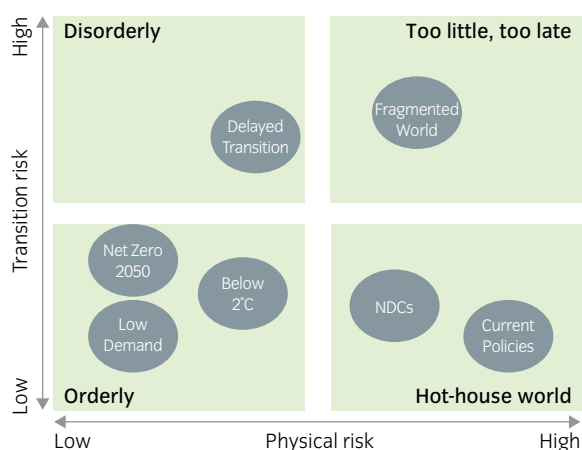 High
Transition risk
Low
Disorderly
Too little, too late
Delayed
Transition
Fragmented
World
Net Zero
2050
Below
2°C
Low
Demand
NDCs
Current
Policies
Orderly
Hot-house world
Low
Physical risk
High